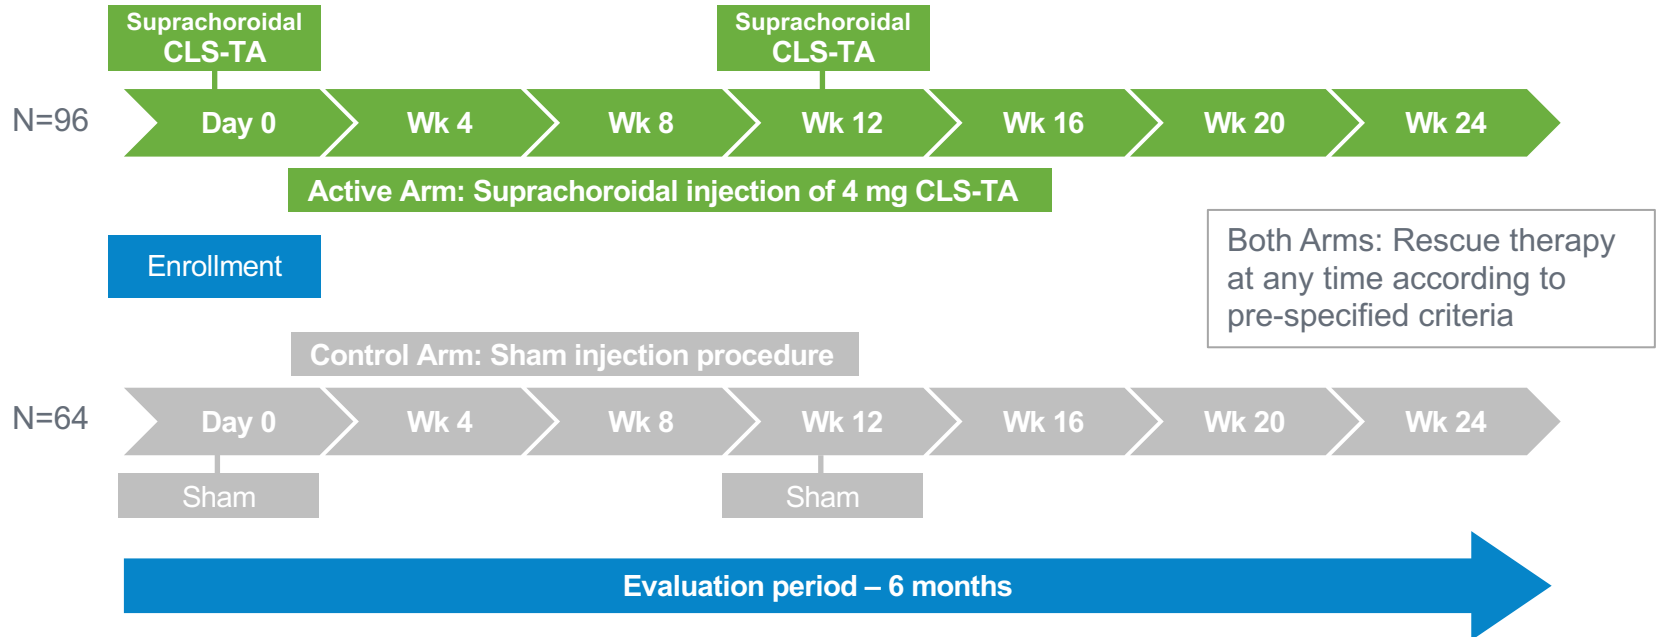 Suprachoroidal
CLS-TA
Suprachoroidal
CLS-TA
N=96
Day 0
Wk 4
Wk 8
Wk 12
Wk 16
Wk 20
Wk 24
Active Arm: Suprachoroidal injection of 4 mg CLS-TA
Enrollment
Both Arms: Rescue therapy
at any time according to
pre-specified criteria
Control Arm: Sham injection procedure
N=64
Day 0
Wk 4
Wk 8
Wk 12
Wk 16
Wk 20
Wk 24
Sham
Sham
Evaluation period – 6 months